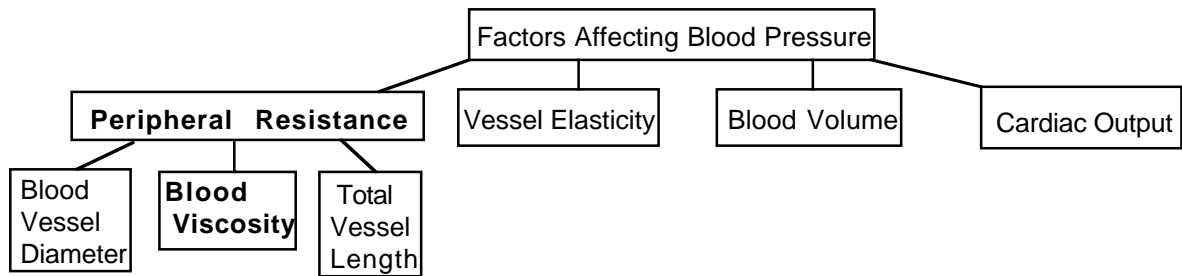 Factors Affecting Blood Pressure
Peripheral Resistance
Vessel Elasticity
Blood Volume
Cardiac Output
Blood
Vessel
Diameter
Blood
Viscosity
Total
Vessel
Length